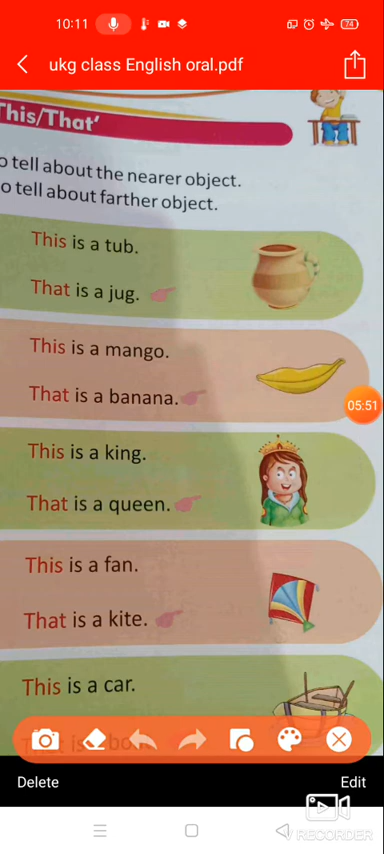 10:11
74
ukg class English oral.pdf
This/That'
o tell about the nearer object.
o tell about farther object.
This is a tub.
That is a jug.
This is a mango.
That is a banana.
05:51
This is a king.
That is a queen.
This is a fan.
That is a kite.
This is a car.
Delete
Edit
RECORDER